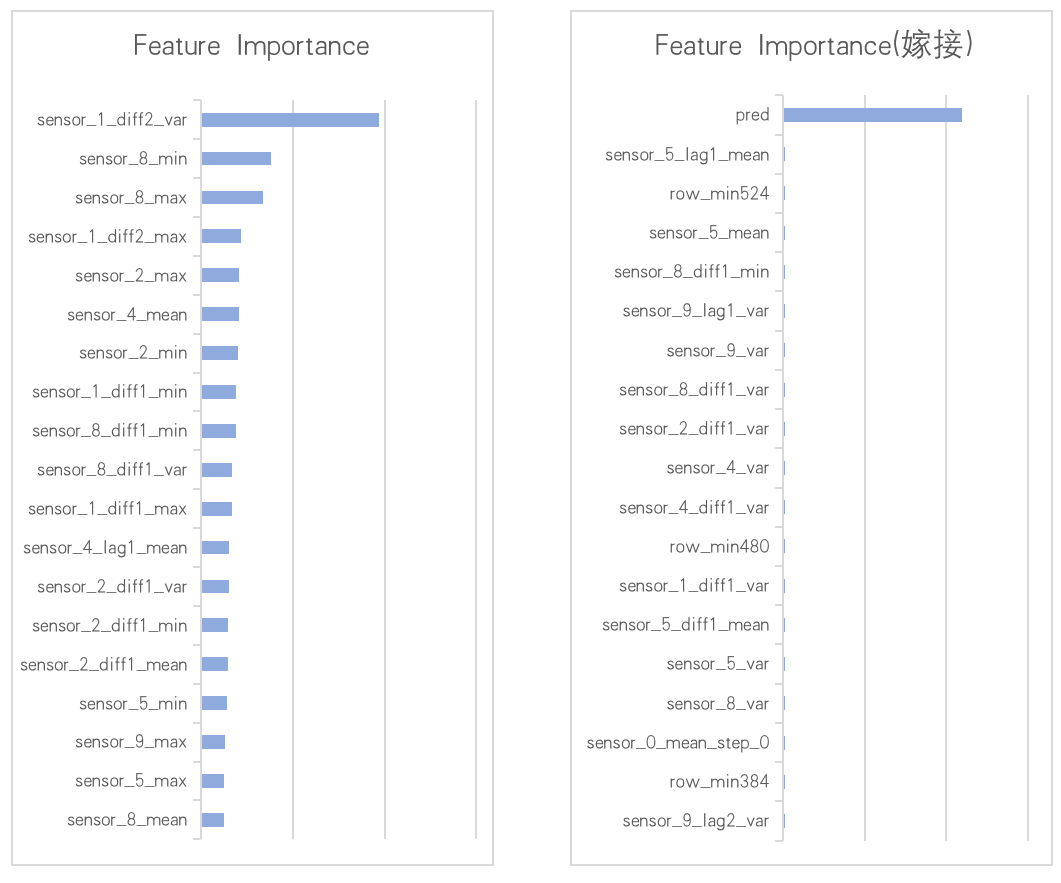 Feature Importance
sensor_1_diff2_var
sensor_8_min
sensor_8_max
sensor_1_diff2_max
sensor_2_max
sensor_4_mean
sensor_2_min
sensor_1_diff1_min
sensor_8_diff1_min
sensor_8_diff1_var
sensor_1_diff1_max
sensor_4_lag1_mean
sensor_2_diff1_var
sensor_2_diff1_min
sensor_2_diff1_mean
sensor_5_min
sensor_9_max
sensor_5_max
sensor_8_mean
Feature Importance(嫁接)
pred
sensor_5_lag1_mean
row_min524
sensor_5_mean
sensor_8_diff1_min
sensor_9_lag1_var
sensor_9_var
sensor_8_diff1_var
sensor_2_diff1_var
sensor_4_var
sensor_4_diff1_var
row_min480
sensor_1_diff1_var
sensor_5_diff1_mean
sensor_5_var
sensor_8_var
sensor_0_mean_step_0
row_min384
sensor_9_lag2_var